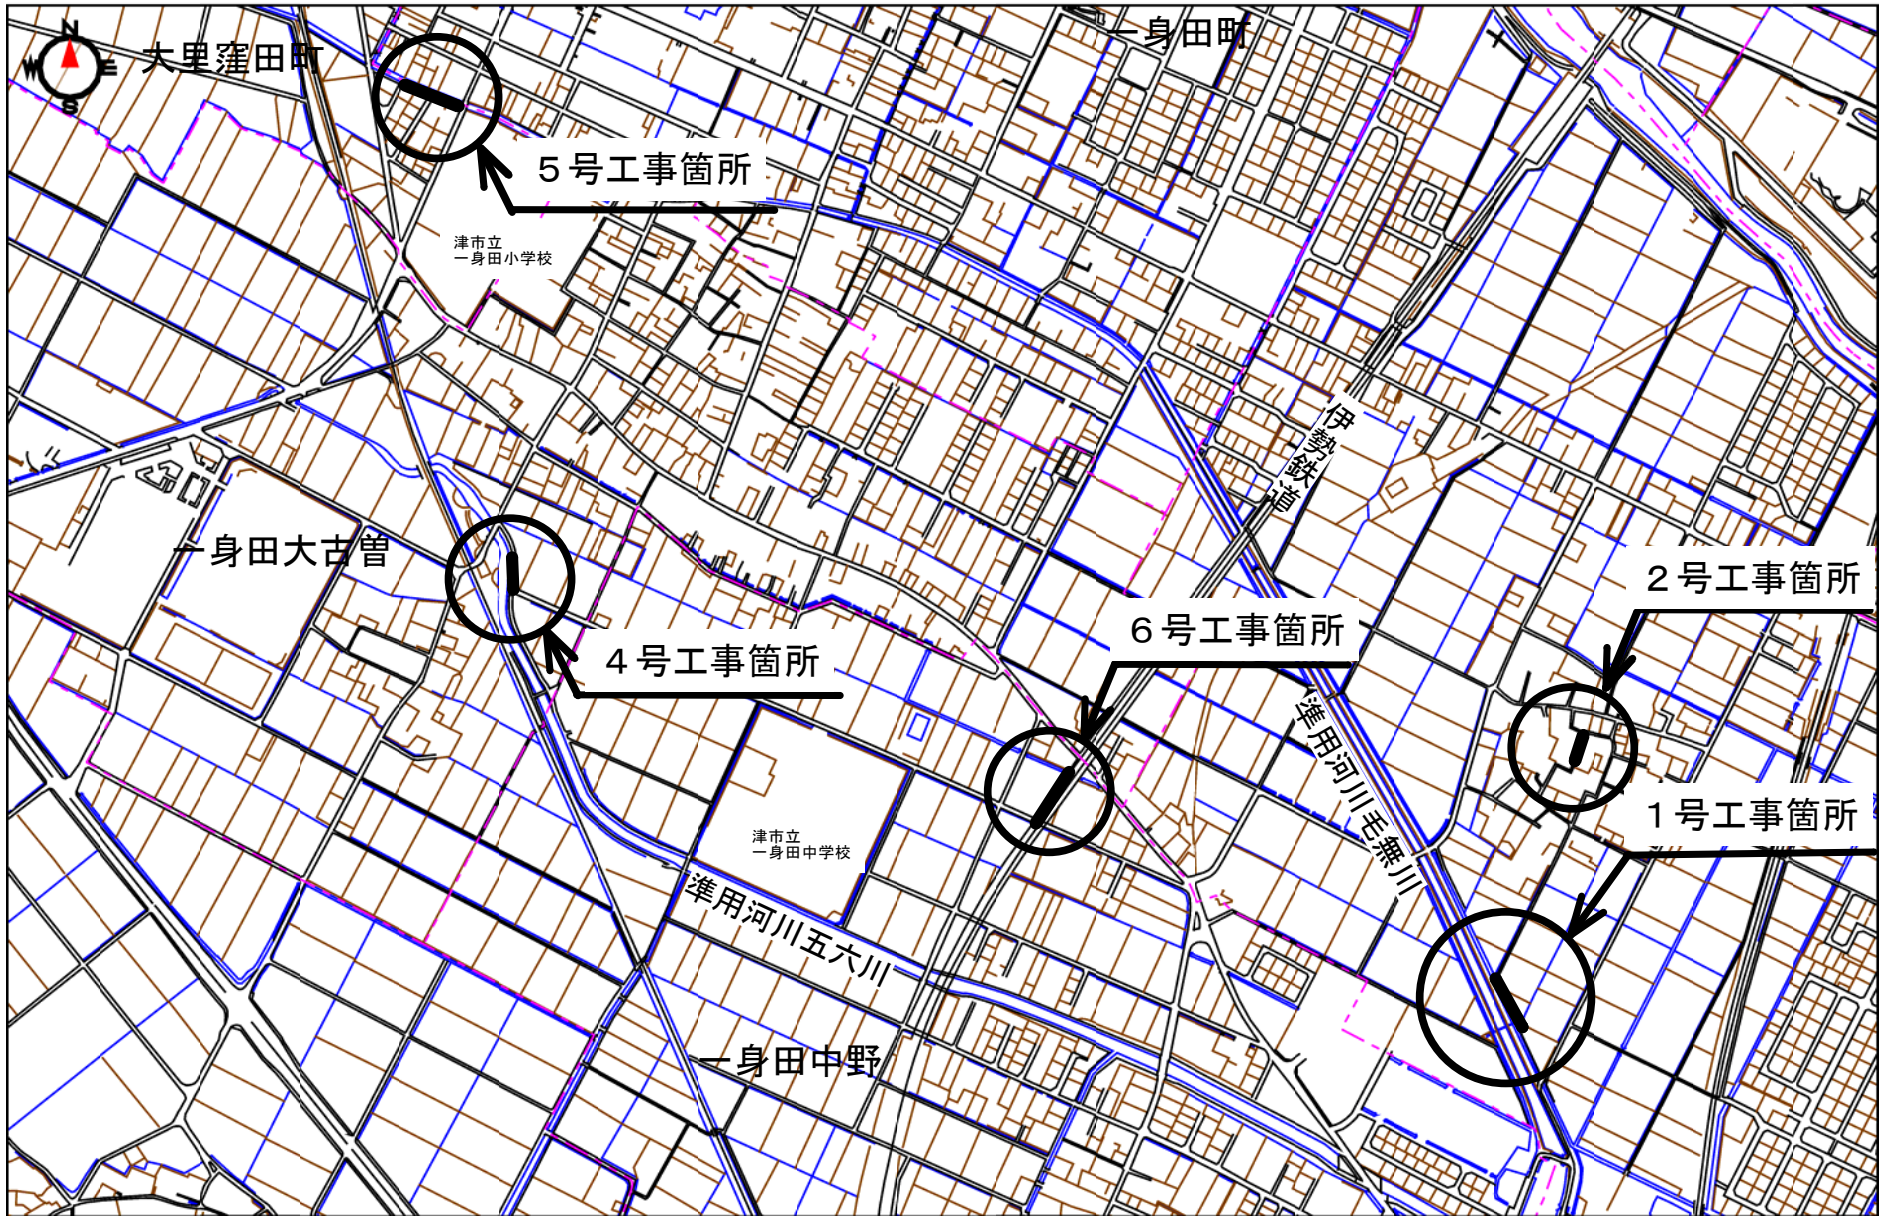 一身田町
N
W E
S
大里窪田町
５号工事箇所
津市立
一身田小学校
伊勢鉄道
一身田大古曽
２号工事箇所
６号工事箇所
４号工事箇所
準用河川毛無川
１号工事箇所
津市立
一身田中学校
準用河川五六川
一身田中野